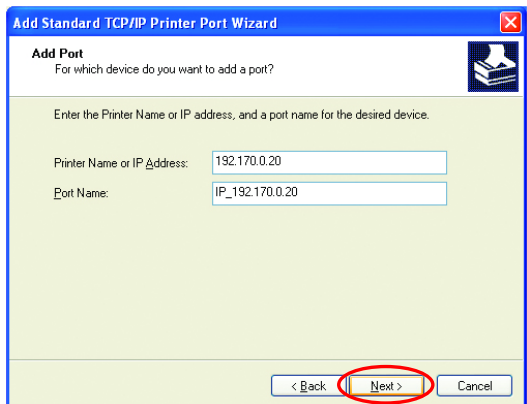 Add Standard TCP/IP Printer Port Wizard
Add Port
For which device do you want to add a port?
Enter the Printer Name or IP address, and a port name for the desired device.
Printer Name or IP Address: 192.170.0.20
Port Name: IP_192.170.0.20
< Back Next > Cancel